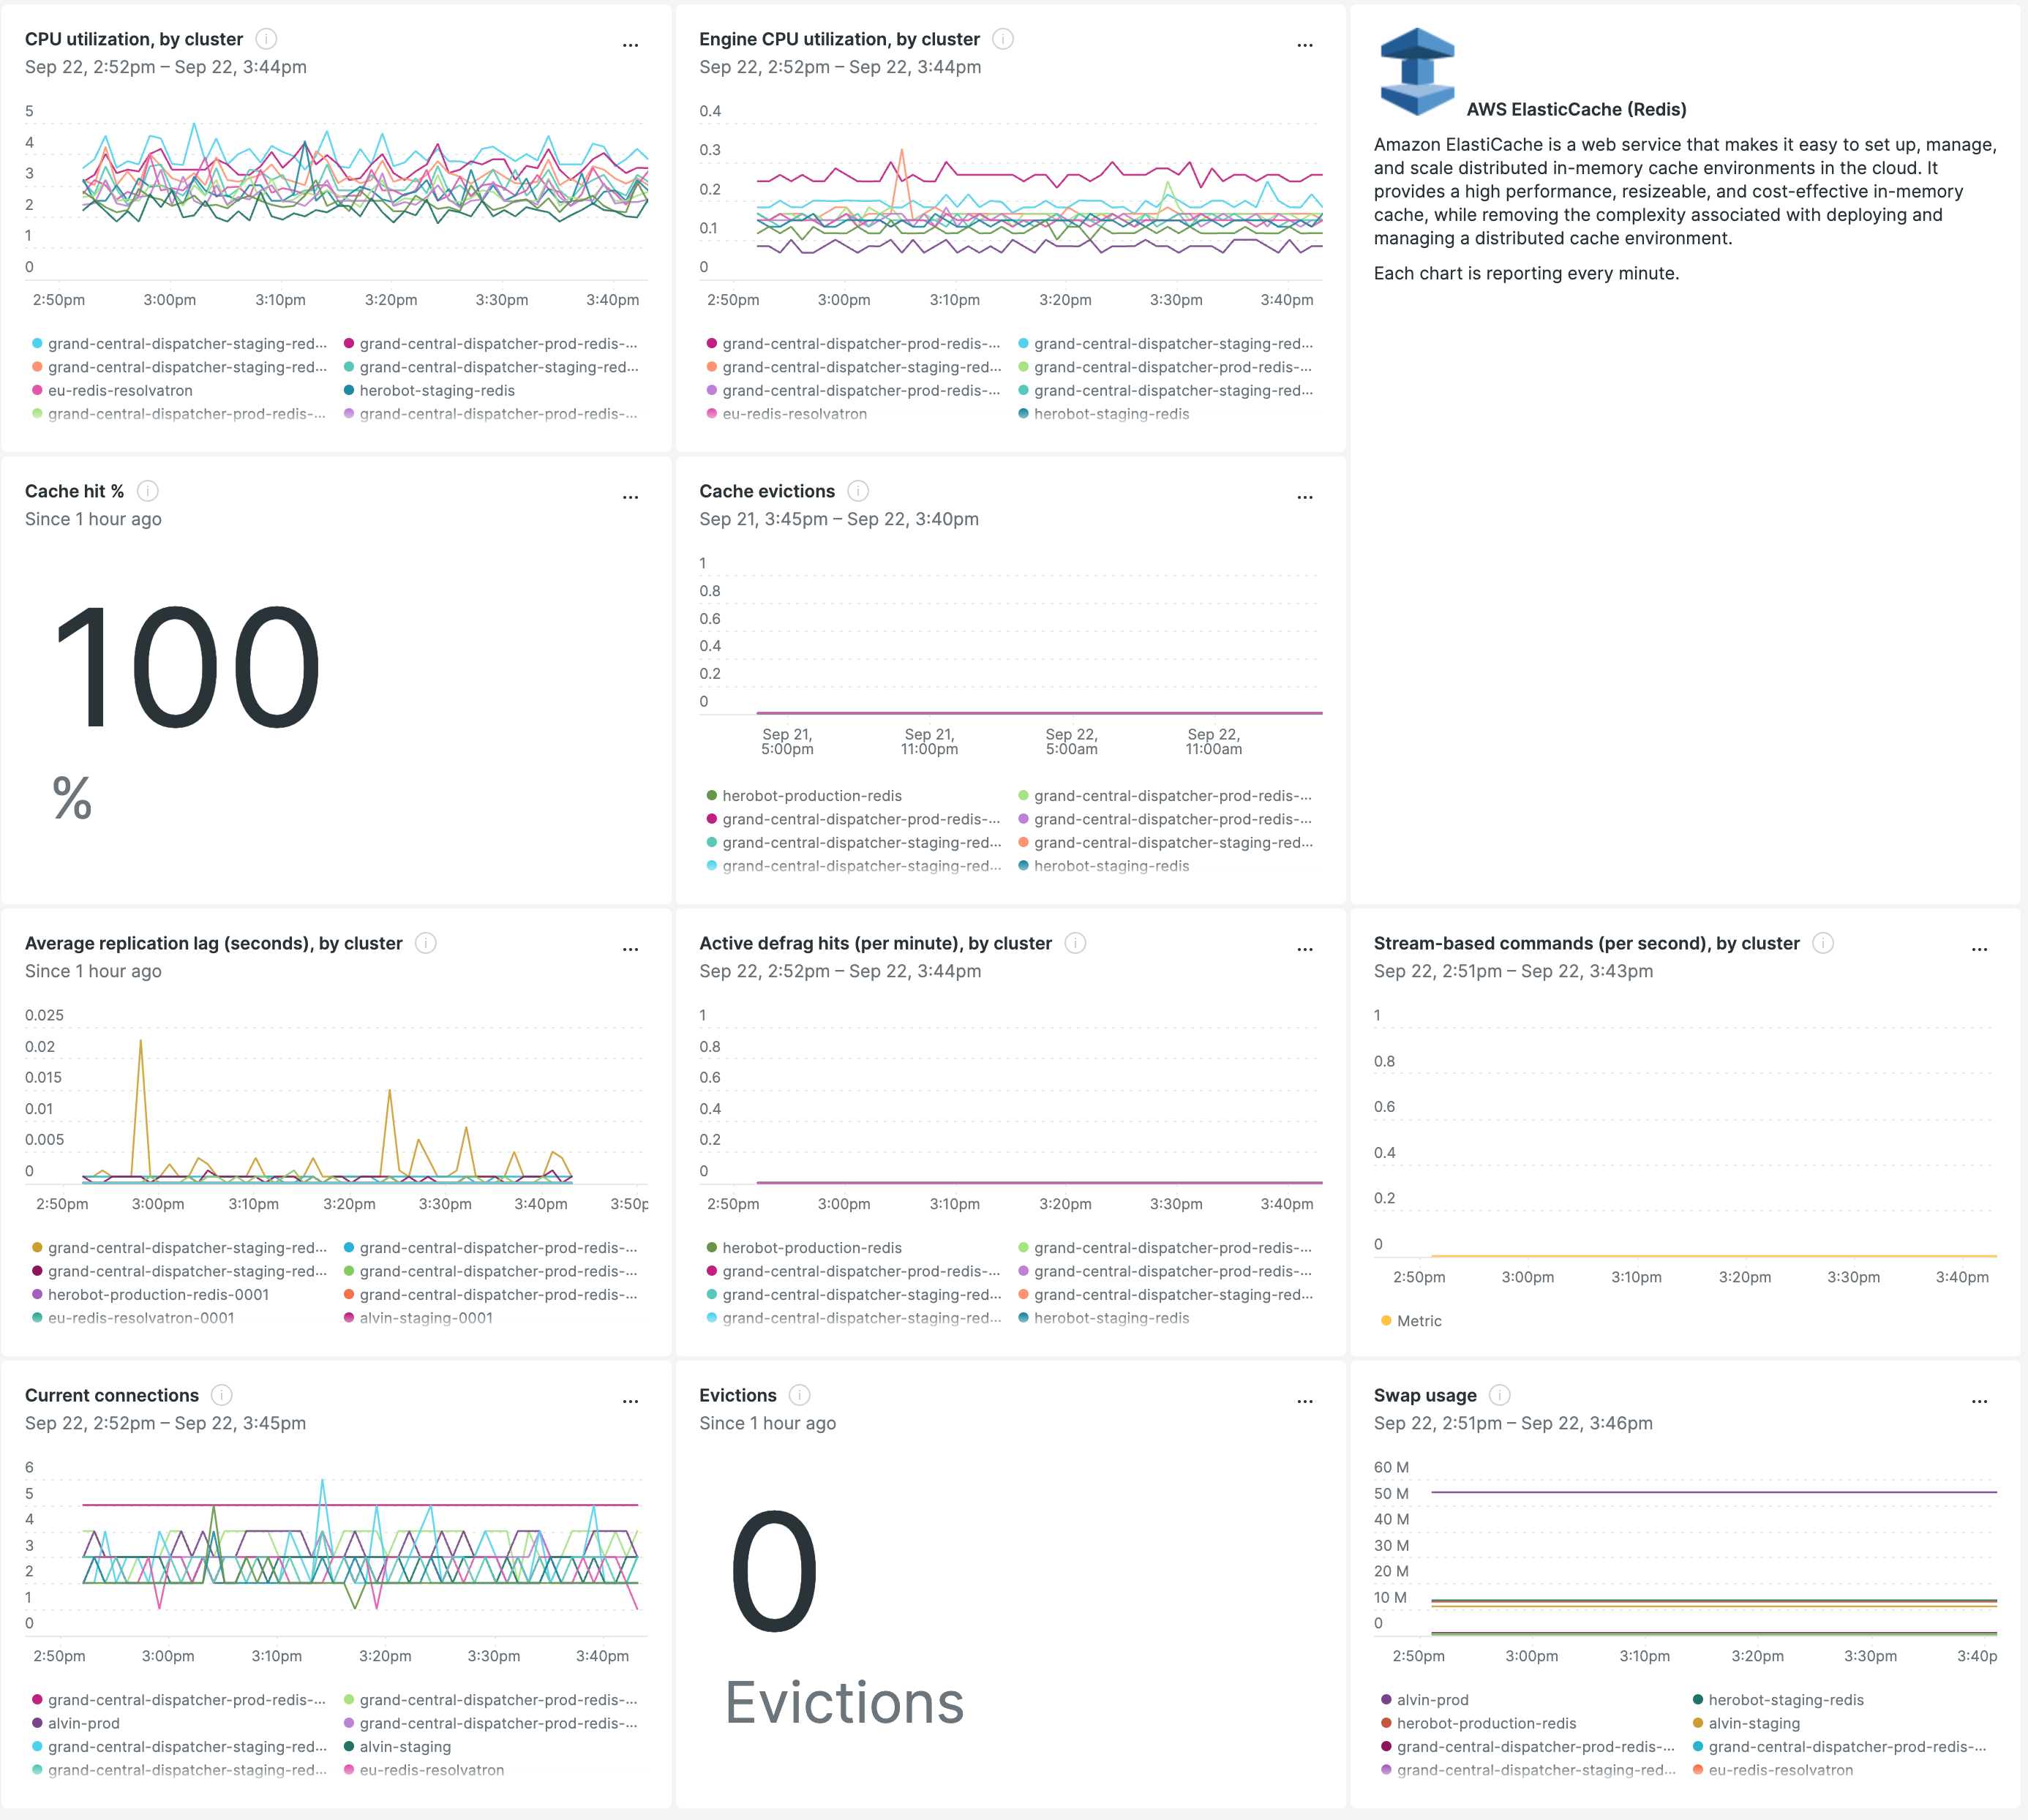 CPU utilization, by cluster
Sep 22, 2:52pm – Sep 22, 3:44pm
5
4
3
2
1
0
2:50pm 3:00pm 3:10pm 3:20pm 3:30pm 3:40pm
grand-central-dispatcher-staging-red... grand-central-dispatcher-prod-redis-...
grand-central-dispatcher-staging-red... grand-central-dispatcher-staging-red...
eu-redis-resolvatron herobot-staging-redis
grand-central-dispatcher-prod-redis-... grand-central-dispatcher-prod-redis-...
Engine CPU utilization, by cluster
Sep 22, 2:52pm – Sep 22, 3:44pm
0.4
0.3
0.2
0.1
0
2:50pm 3:00pm 3:10pm 3:20pm 3:30pm 3:40pm
grand-central-dispatcher-prod-redis-... grand-central-dispatcher-staging-red...
grand-central-dispatcher-staging-red... grand-central-dispatcher-prod-redis-...
grand-central-dispatcher-prod-redis-... grand-central-dispatcher-staging-red...
eu-redis-resolvatron herobot-staging-redis
AWS ElasticCache (Redis)
Amazon ElastiCache is a web service that makes it easy to set up, manage,
and scale distributed in-memory cache environments in the cloud. It
provides a high performance, resizeable, and cost-effective in-memory
cache, while removing the complexity associated with deploying and
managing a distributed cache environment.
Each chart is reporting every minute.
Cache hit %
Since 1 hour ago
100
%
Cache evictions
Sep 21, 3:45pm – Sep 22, 3:40pm
1
0.8
0.6
0.4
0.2
0
Sep 21, Sep 21, Sep 22, Sep 22,
5:00pm 11:00pm 5:00am 11:00am
herobot-production-redis grand-central-dispatcher-prod-redis-...
grand-central-dispatcher-prod-redis-... grand-central-dispatcher-prod-redis-...
grand-central-dispatcher-staging-red... grand-central-dispatcher-staging-red...
grand-central-dispatcher-staging-red... herobot-staging-redis
Average replication lag (seconds), by cluster
Since 1 hour ago
0.025
0.02
0.015
0.01
0.005
0
2:50pm 3:00pm 3:10pm 3:20pm 3:30pm 3:40pm 3:50p
grand-central-dispatcher-staging-red... grand-central-dispatcher-prod-redis-...
grand-central-dispatcher-staging-red... grand-central-dispatcher-prod-redis-...
herobot-production-redis-0001 grand-central-dispatcher-prod-redis-...
eu-redis-resolvatron-0001 alvin-staging-0001
Active defrag hits (per minute), by cluster
Sep 22, 2:52pm – Sep 22, 3:44pm
1
0.8
0.6
0.4
0.2
0
2:50pm 3:00pm 3:10pm 3:20pm 3:30pm 3:40pm
herobot-production-redis grand-central-dispatcher-prod-redis-...
grand-central-dispatcher-prod-redis-... grand-central-dispatcher-prod-redis-...
grand-central-dispatcher-staging-red... grand-central-dispatcher-staging-red...
grand-central-dispatcher-staging-red... herobot-staging-redis
Stream-based commands (per second), by cluster
Sep 22, 2:51pm – Sep 22, 3:43pm
1
0.8
0.6
0.4
0.2
0
2:50pm 3:00pm 3:10pm 3:20pm 3:30pm 3:40pm
Metric
Current connections
Sep 22, 2:52pm – Sep 22, 3:45pm
6
5
4
3
2
1
0
2:50pm 3:00pm 3:10pm 3:20pm 3:30pm 3:40pm
grand-central-dispatcher-prod-redis-... grand-central-dispatcher-prod-redis-...
alvin-prod grand-central-dispatcher-prod-redis-...
grand-central-dispatcher-staging-red... alvin-staging
grand-central-dispatcher-staging-red... eu-redis-resolvatron
Evictions
Since 1 hour ago
0
Evictions
Swap usage
Sep 22, 2:51pm – Sep 22, 3:46pm
60 M
50 M
40 M
30 M
20 M
10 M
0
2:50pm 3:00pm 3:10pm 3:20pm 3:30pm 3:40p
alvin-prod herobot-staging-redis
herobot-production-redis alvin-staging
grand-central-dispatcher-prod-redis-... grand-central-dispatcher-prod-redis-...
grand-central-dispatcher-staging-red... eu-redis-resolvatron